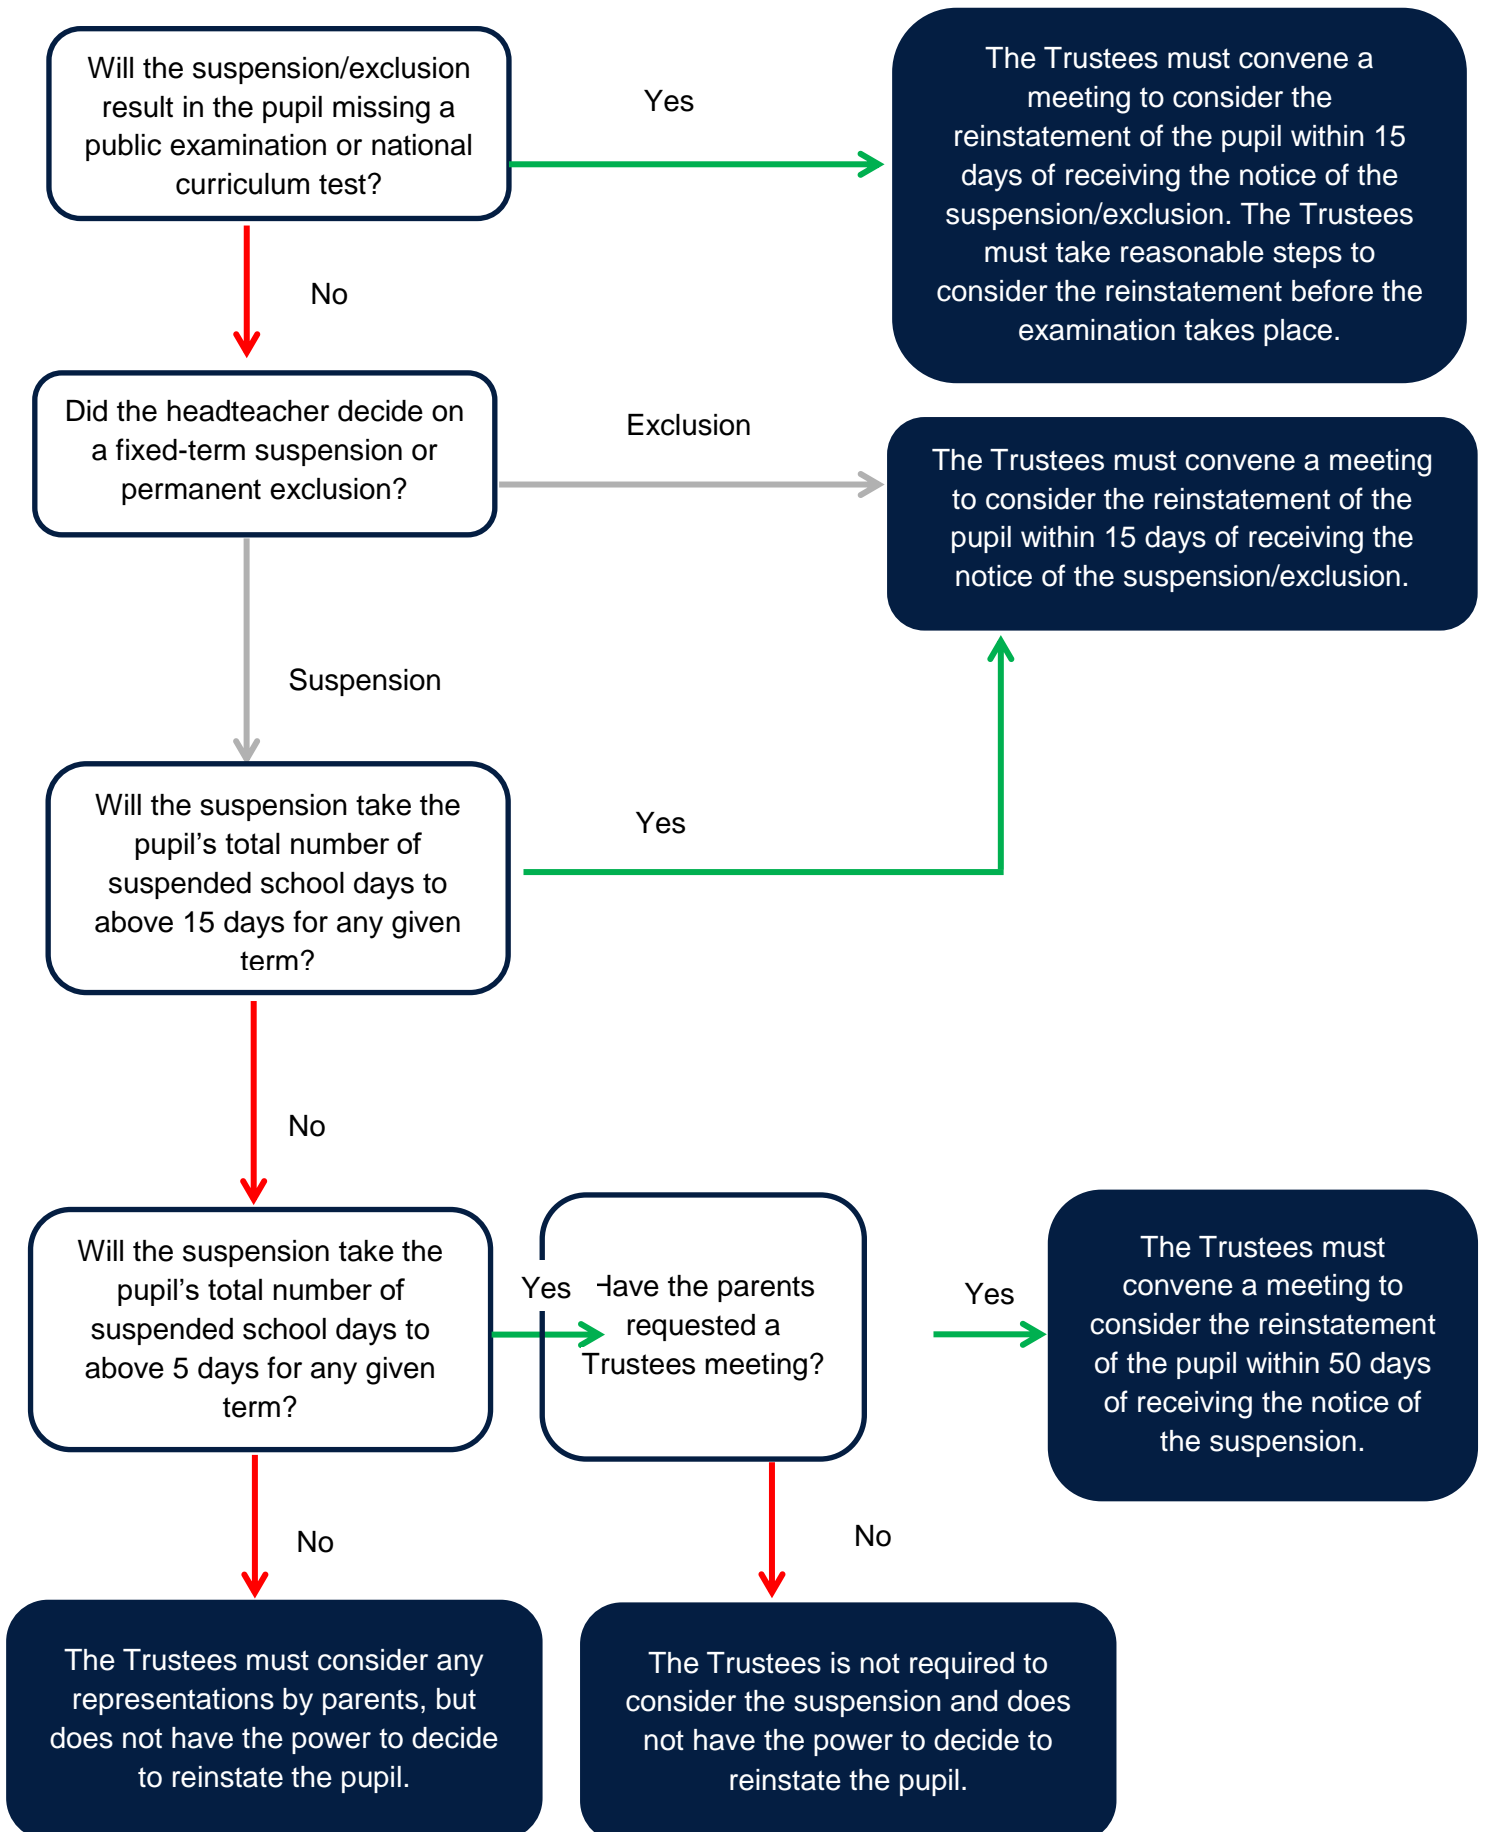 Will the suspension/exclusion
result in the pupil missing a
public examination or national
curriculum test?
Yes
The Trustees must convene a
meeting to consider the
reinstatement of the pupil within 15
days of receiving the notice of the
suspension/exclusion. The Trustees
must take reasonable steps to
consider the reinstatement before the
examination takes place.
No
Did the headteacher decide on
a fixed-term suspension or
permanent exclusion?
Exclusion
The Trustees must convene a meeting
to consider the reinstatement of the
pupil within 15 days of receiving the
notice of the suspension/exclusion.
Suspension
Will the suspension take the
pupil’s total number of
suspended school days to
above 15 days for any given
term?
Yes
No
Will the suspension take the
pupil’s total number of
suspended school days to
above 5 days for any given
term?
Yes
Have the parents
requested a
Trustees meeting?
Yes
The Trustees must
convene a meeting to
consider the reinstatement
of the pupil within 50 days
of receiving the notice of
the suspension.
No
No
The Trustees must consider any
representations by parents, but
does not have the power to decide
to reinstate the pupil.
The Trustees is not required to
consider the suspension and does
not have the power to decide to
reinstate the pupil.